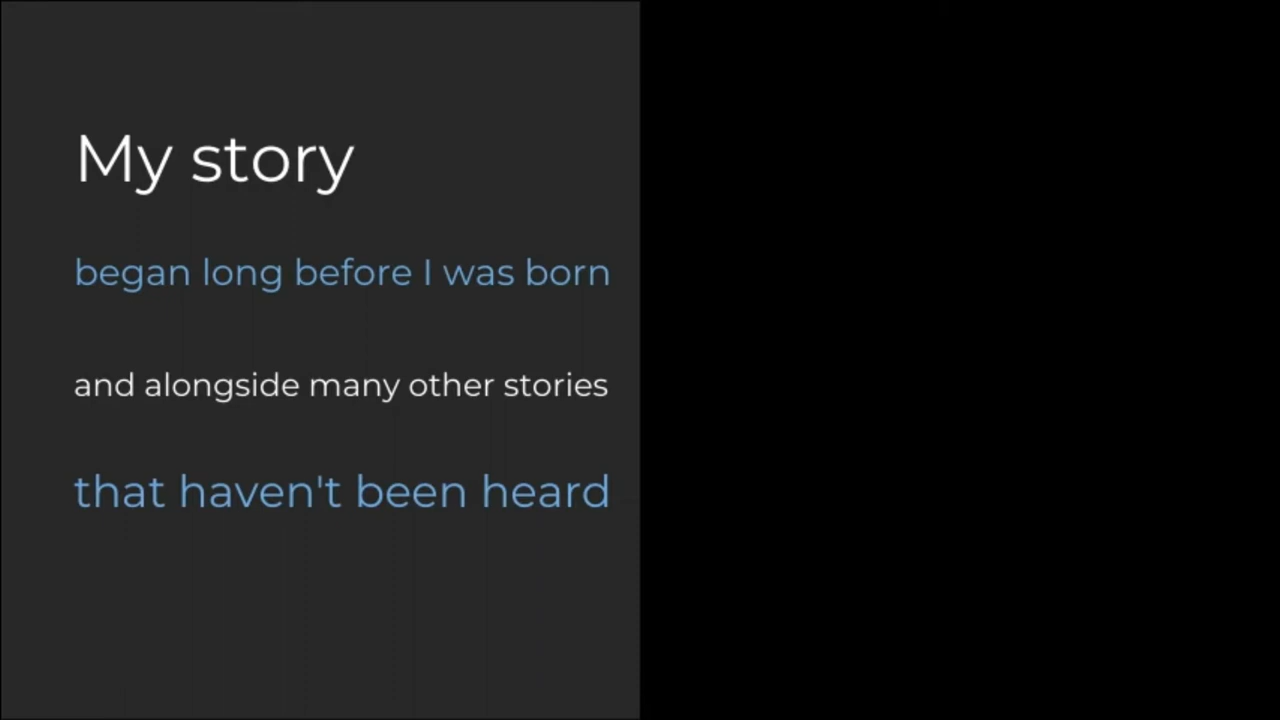 My story
began long before I was born
and alongside many other stories
that haven't been heard